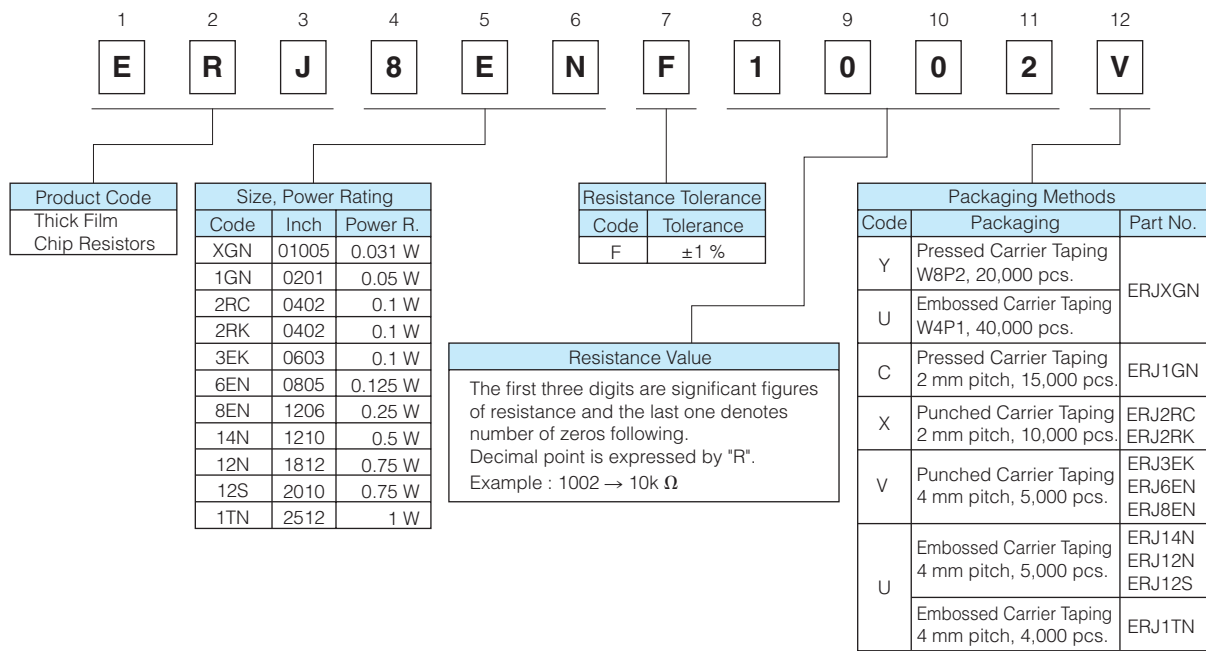 1 2 3 4 5 6 7 8 9 10 11 12
E R J 8 E N F 1 0 0 2 V
Product Code
Thick Film
Chip Resistors
Size, Power Rating
Code Inch Power R.
XGN 01005 0.031 W
1GN 0201 0.05 W
2RC 0402 0.1 W
2RK 0402 0.1 W
3EK 0603 0.1 W
6EN 0805 0.125 W
8EN 1206 0.25 W
14N 1210 0.5 W
12N 1812 0.75 W
12S 2010 0.75 W
1TN 2512 1 W
Resistance Tolerance
Code Tolerance
F ±1 %
Resistance Value
The first three digits are significant figures
of resistance and the last one denotes
number of zeros following.
Decimal point is expressed by "R".
Example : 1002 → 10k Ω
Packaging Methods
Code Packaging Part No.
Y
Pressed Carrier Taping
W8P2, 20,000 pcs.
ERJXGN
U
Embossed Carrier Taping
W4P1, 40,000 pcs.
C
Pressed Carrier Taping
2 mm pitch, 15,000 pcs.
ERJ1GN
X
Punched Carrier Taping
2 mm pitch, 10,000 pcs.
ERJ2RC
ERJ2RK
V
Punched Carrier Taping
4 mm pitch, 5,000 pcs.
ERJ3EK
ERJ6EN
ERJ8EN
U
Embossed Carrier Taping
4 mm pitch, 5,000 pcs.
ERJ14N
ERJ12N
ERJ12S
Embossed Carrier Taping
4 mm pitch, 4,000 pcs.
ERJ1TN